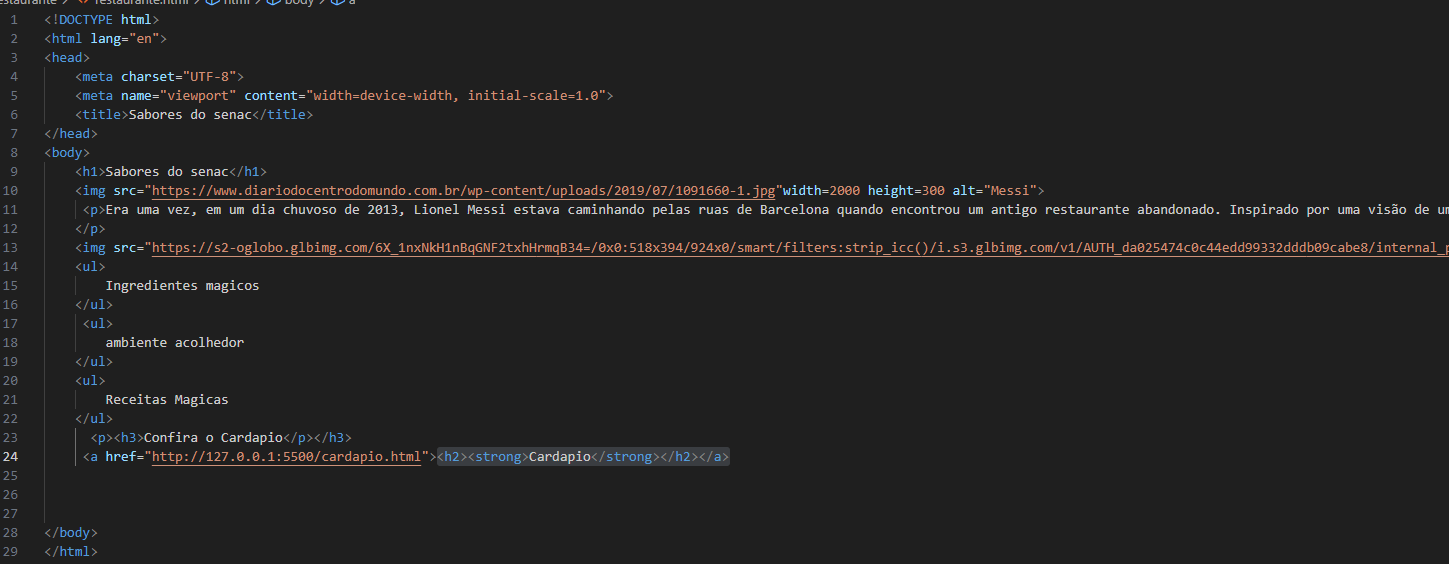 restaurante.html > html > body > a
1 <!DOCTYPE html>
2 <html lang="en">
3 <head>
4 <meta charset="UTF-8">
5 <meta name="viewport" content="width=device-width, initial-scale=1.0">
6 <title>Sabores do senac</title>
7 </head>
8 <body>
9 <h1>Sabores do senac</h1>
10 <img src="https://www.diariodocentrodomundo.com.br/wp-content/uploads/2019/07/1091660-1.jpg"width=2000 height=300 alt="Messi">
11 <p>Era uma vez, em um dia chuvoso de 2013, Lionel Messi estava caminhando pelas ruas de Barcelona quando encontrou um antigo restaurante abandonado. Inspirado por uma visão de
12 </p>
13 <img src="https://s2-oglobo.glbimg.com/6X_1nxNkH1nBqGNF2txhHrmqB34=/0x0:518x394/924x0/smart/filters:strip_icc()/i.s3.glbimg.com/v1/AUTH_da025474c0c44edd99332dddb09cabe8/internal_p
14 <ul>
15 Ingredientes magicos
16 </ul>
17 <ul>
18 ambiente acolhedor
19 </ul>
20 <ul>
21 Receitas Magicas
22 </ul>
23 <p><h3>Confira o Cardapio</p></h3>
24 <a href="http://127.0.0.1:5500/cardapio.html"><h2><strong>Cardapio</strong></h2></a>
25
26
27
28 </body>
29 </html>